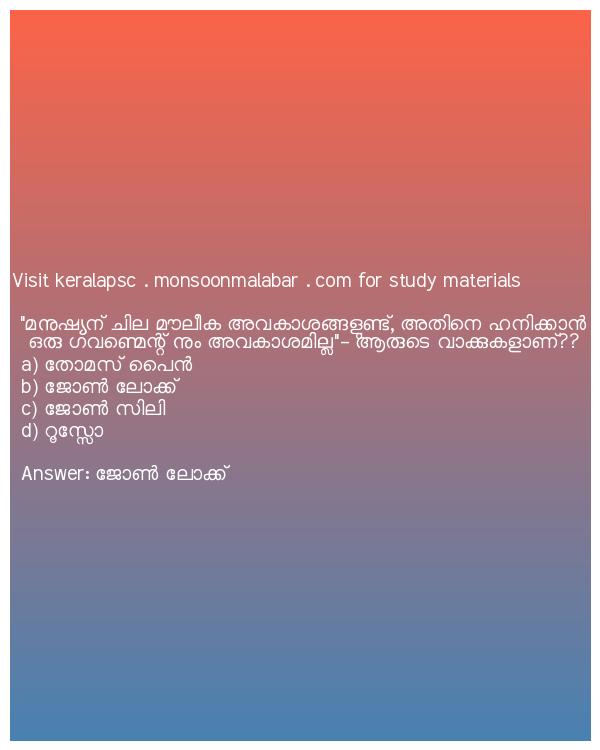 Visit keralapsc . monsoonmalabar . com for study materials
"മനുഷ്യന് ചില മൗലീക അവകാശങ്ങളുണ്ട്, അതിനെ ഹനിക്കാൻ
ഒരു ഗവണ്മെന്റ് നും അവകാശമില്ല"- ആരുടെ വാക്കുകളാണ്??
a) തോമസ് പൈൻ
b) ജോൺ ലോക്ക്
c) ജോൺ സിലി
d) റൂസ്സോ
Answer: ജോൺ ലോക്ക്